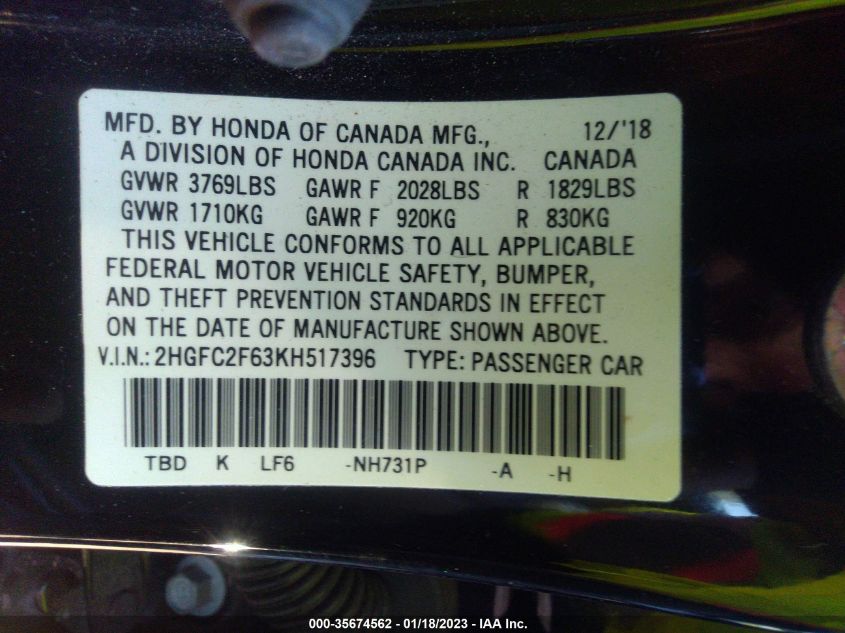 MFD. BY HONDA OF CANADA MFG., 12/'18
A DIVISION OF HONDA CANADA INC. CANADA
GVWR 3769LBS GAWR F 2028LBS R 1829LBS
GVWR 1710KG GAWR F 920KG R 830KG
THIS VEHICLE CONFORMS TO ALL APPLICABLE
FEDERAL MOTOR VEHICLE SAFETY, BUMPER,
AND THEFT PREVENTION STANDARDS IN EFFECT
ON THE DATE OF MANUFACTURE SHOWN ABOVE.
V.I.N.: 2HGFC2F63KH517396 TYPE: PASSENGER CAR
TBD K LF6 -NH731P -A -H
000-35674562 - 01/18/2023 - IAA Inc.